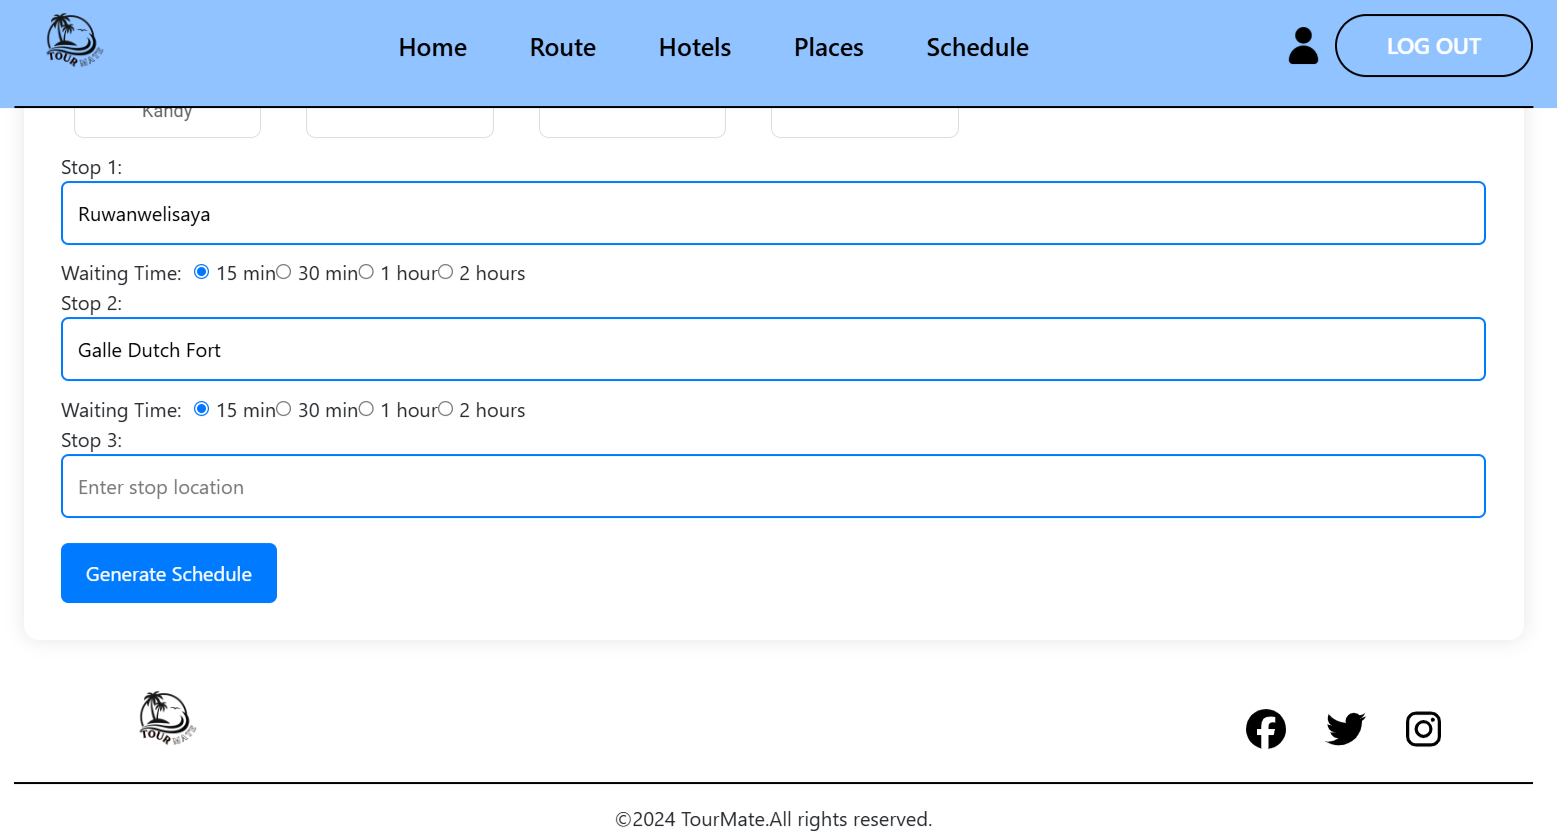 TOUR MATE
Home Route Hotels Places Schedule
LOG OUT
Kandy
Stop 1:
Ruwanwelisaya
Waiting Time: 15 min 30 min 1 hour 2 hours
Stop 2:
Galle Dutch Fort
Waiting Time: 15 min 30 min 1 hour 2 hours
Stop 3:
Enter stop location
Generate Schedule
TOUR MATE
©2024 TourMate.All rights reserved.